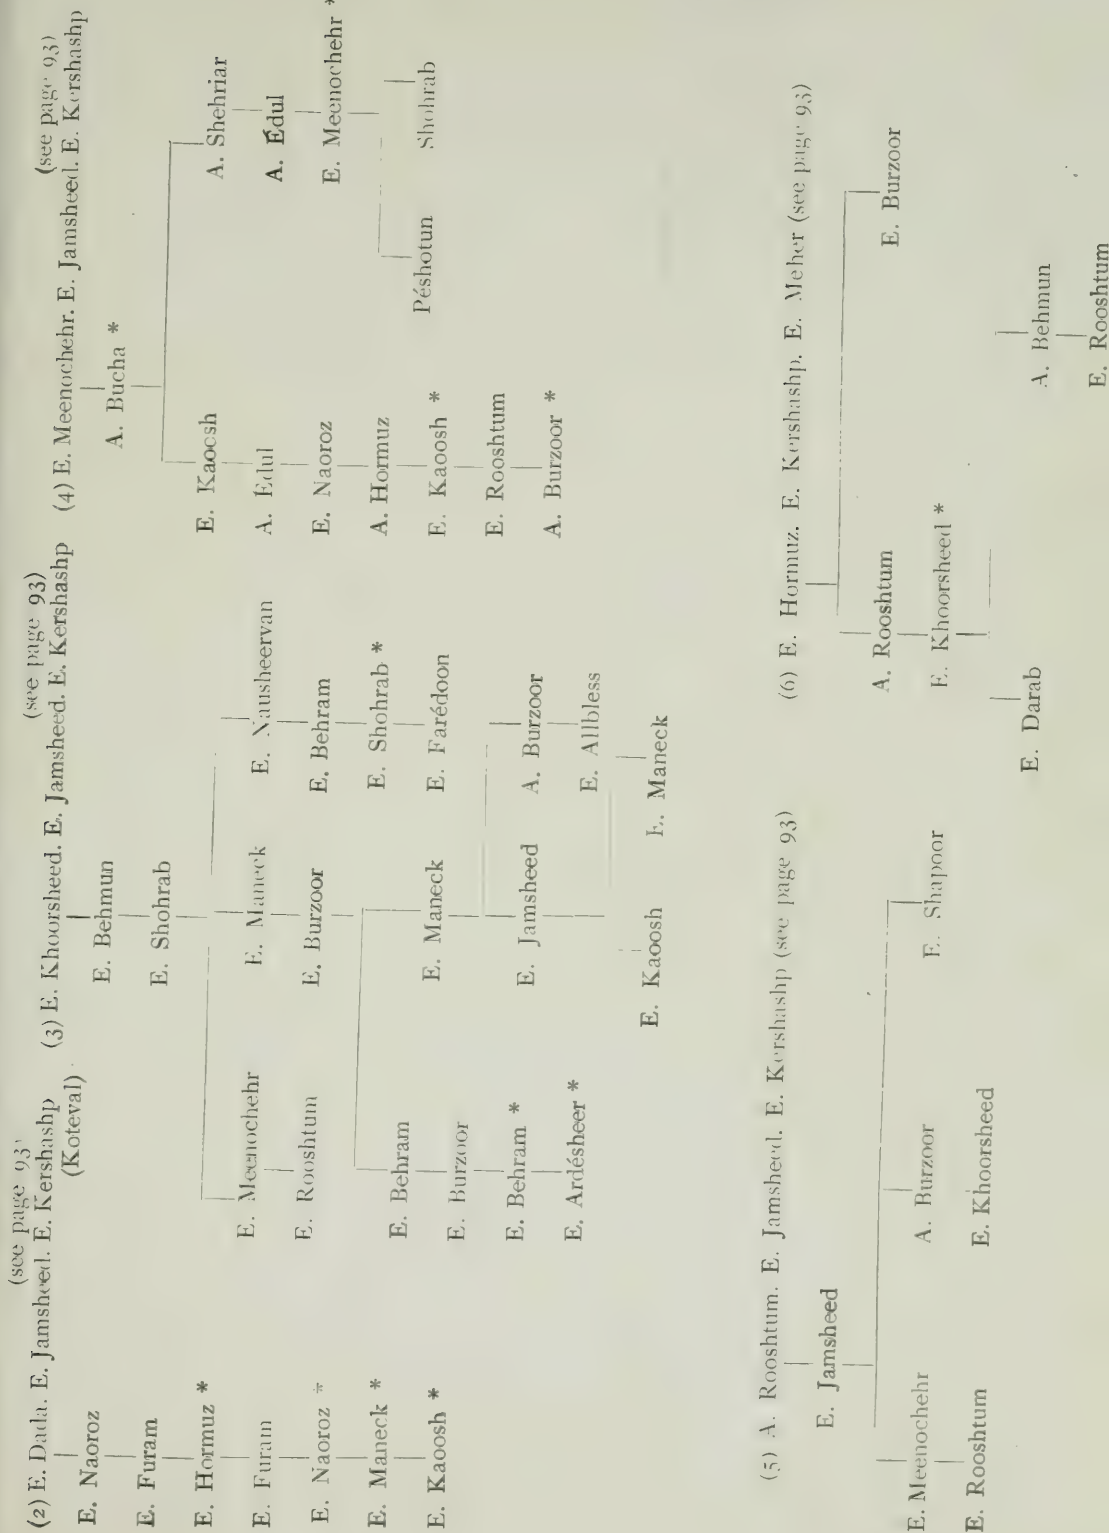 (see page 93)
(2) E. Dada. E. Jamsheed. E. Kershashp
(Koteval)
E. Naoroz
E. Furam
E. Hormuz *
E. Furam
E. Naoroz *
E. Maneck *
E. Kaoosh *
(see page 93)
(3) E. Khoorsheed. E. Jamsheed. E. Kershashp
E. Behmun
E. Shohrab
E. Meenochehr E. Maneck E. Nausheervan
E. Rooshtum E. Burzoor E. Behram
E. Shohrab *
E. Behram E. Maneck E. Farédoon
E. Burzoor
E. Behram * E. Jamsheed A. Burzoor
E. Ardésheer * E. Allbless
E. Kaoosh E. Maneck
(see page 93)
(4) E. Meenochehr. E. Jamsheed. E. Kershashp
A. Bucha *
E. Kaoosh A. Shehriar
A. Édul A. Édul
E. Naoroz E. Meenochehr *
A. Hormuz
E. Kaoosh * Péshotun Shohrab
E. Rooshtum
A. Burzoor *
(5) A. Rooshtum. E. Jamsheed. E. Kershashp (see page 93)
E. Jamsheed
E. Meenochehr A. Burzoor E. Shapoor
E. Rooshtum E. Khoorsheed
(6) E. Hormuz. E. Kershashp. E. Meher (see page 93)
A. Rooshtum E. Burzoor
E. Khoorsheed *
E. Darab A. Behmun
E. Rooshtum